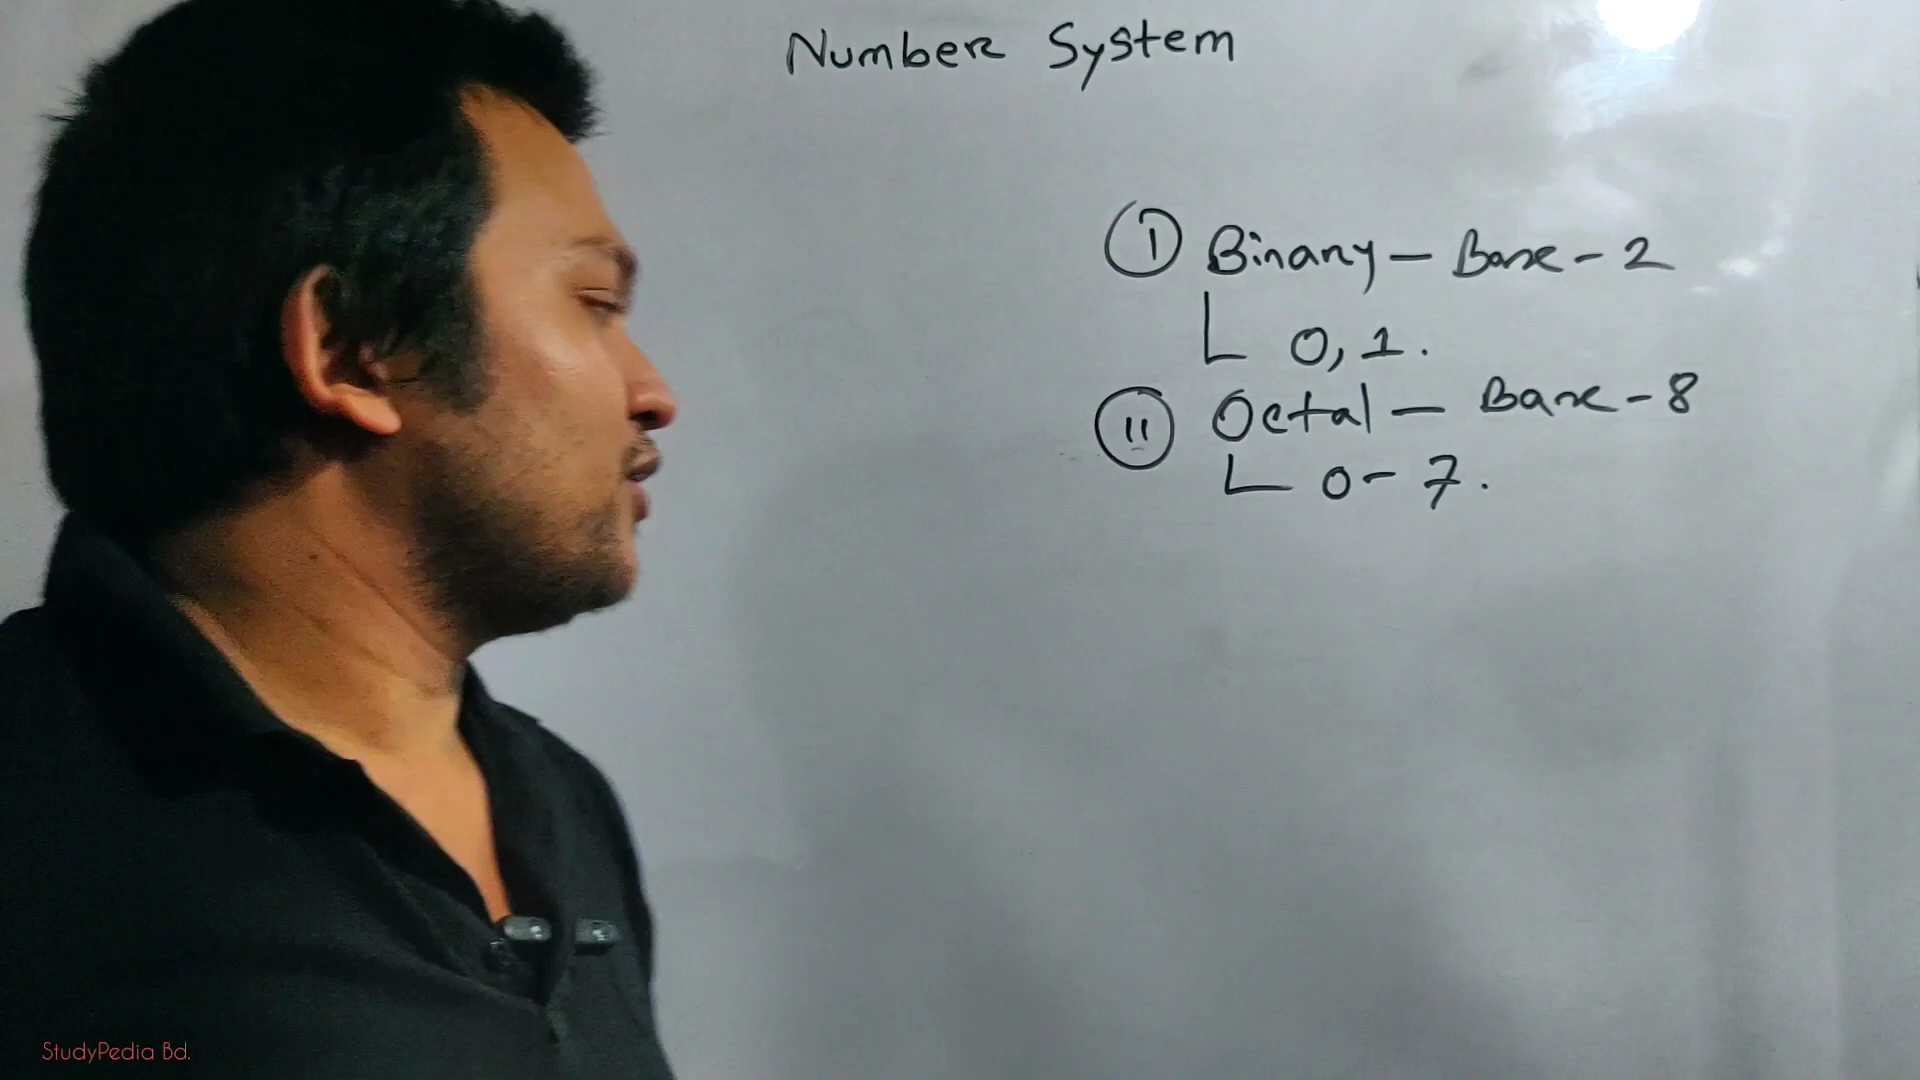 Number System
(I) Binary - Base - 2
0, 1.
(II) Octal - Base - 8
0 - 7.
StudyPedia Bd.